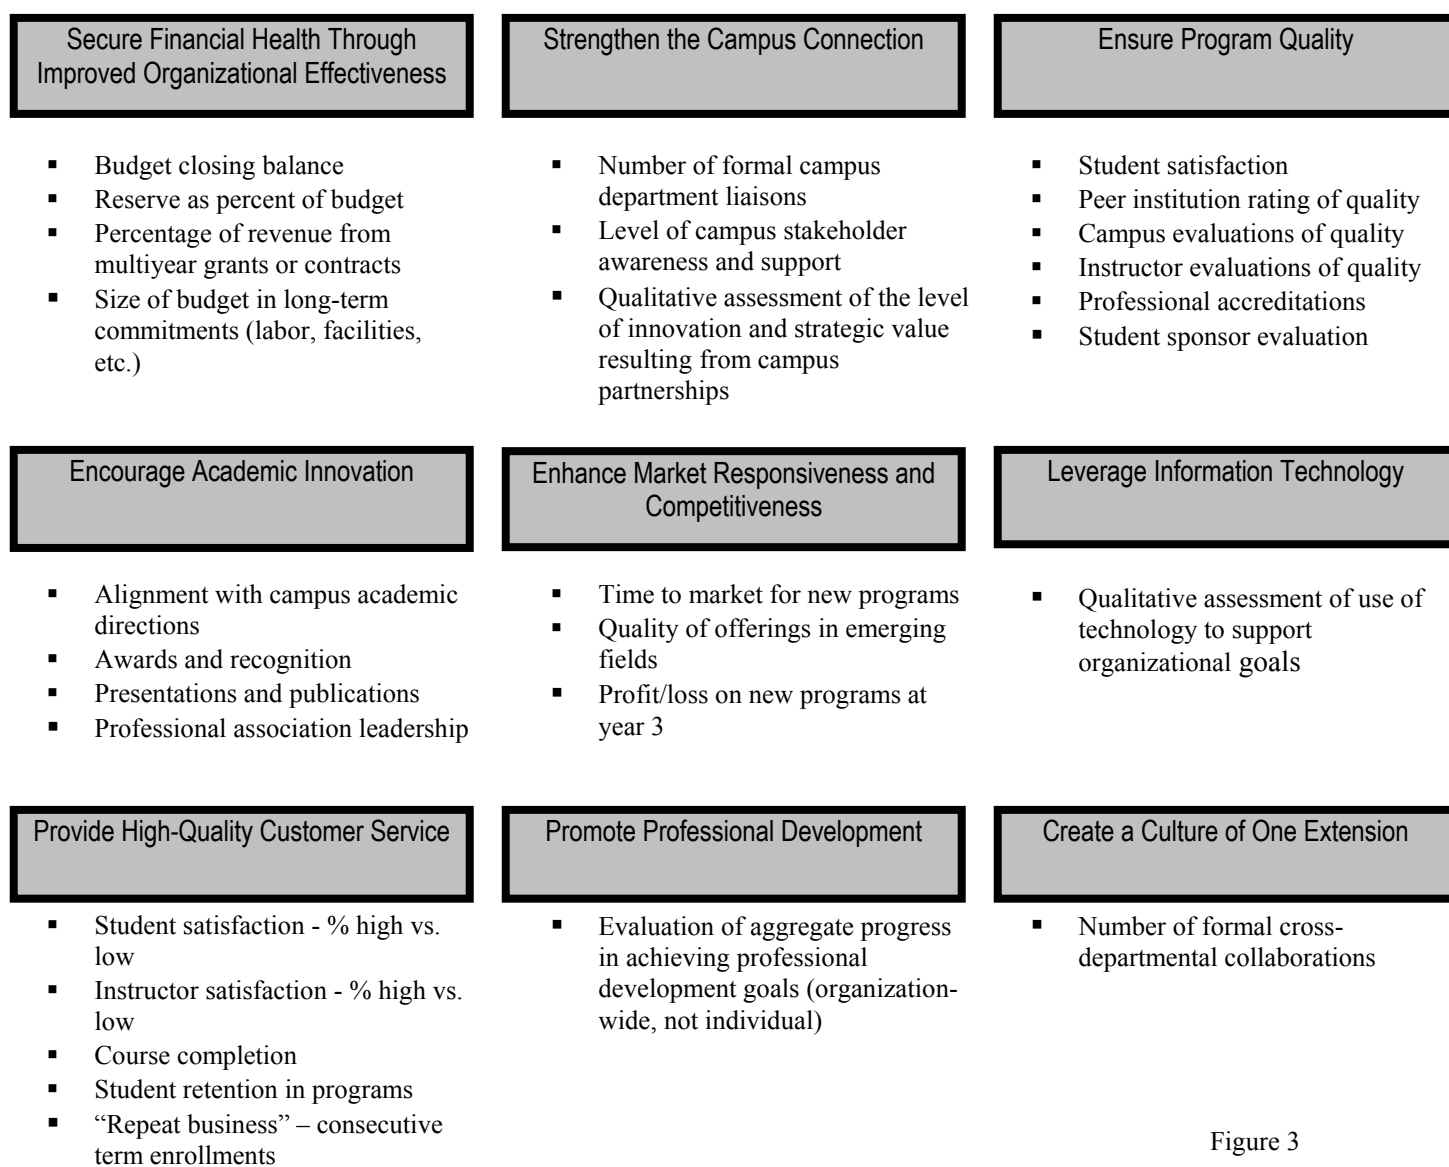 Secure Financial Health Through
Improved Organizational Effectiveness
▪ Budget closing balance
▪ Reserve as percent of budget
▪ Percentage of revenue from
multiyear grants or contracts
▪ Size of budget in long-term
commitments (labor, facilities,
etc.)
Strengthen the Campus Connection
▪ Number of formal campus
department liaisons
▪ Level of campus stakeholder
awareness and support
▪ Qualitative assessment of the level
of innovation and strategic value
resulting from campus
partnerships
Ensure Program Quality
▪ Student satisfaction
▪ Peer institution rating of quality
▪ Campus evaluations of quality
▪ Instructor evaluations of quality
▪ Professional accreditations
▪ Student sponsor evaluation
Encourage Academic Innovation
▪ Alignment with campus academic
directions
▪ Awards and recognition
▪ Presentations and publications
▪ Professional association leadership
Enhance Market Responsiveness and
Competitiveness
▪ Time to market for new programs
▪ Quality of offerings in emerging
fields
▪ Profit/loss on new programs at
year 3
Leverage Information Technology
▪ Qualitative assessment of use of
technology to support
organizational goals
Provide High-Quality Customer Service
▪ Student satisfaction - % high vs.
low
▪ Instructor satisfaction - % high vs.
low
▪ Course completion
▪ Student retention in programs
▪ “Repeat business” – consecutive
term enrollments
Promote Professional Development
▪ Evaluation of aggregate progress
in achieving professional
development goals (organization-
wide, not individual)
Create a Culture of One Extension
▪ Number of formal cross-
departmental collaborations
Figure 3